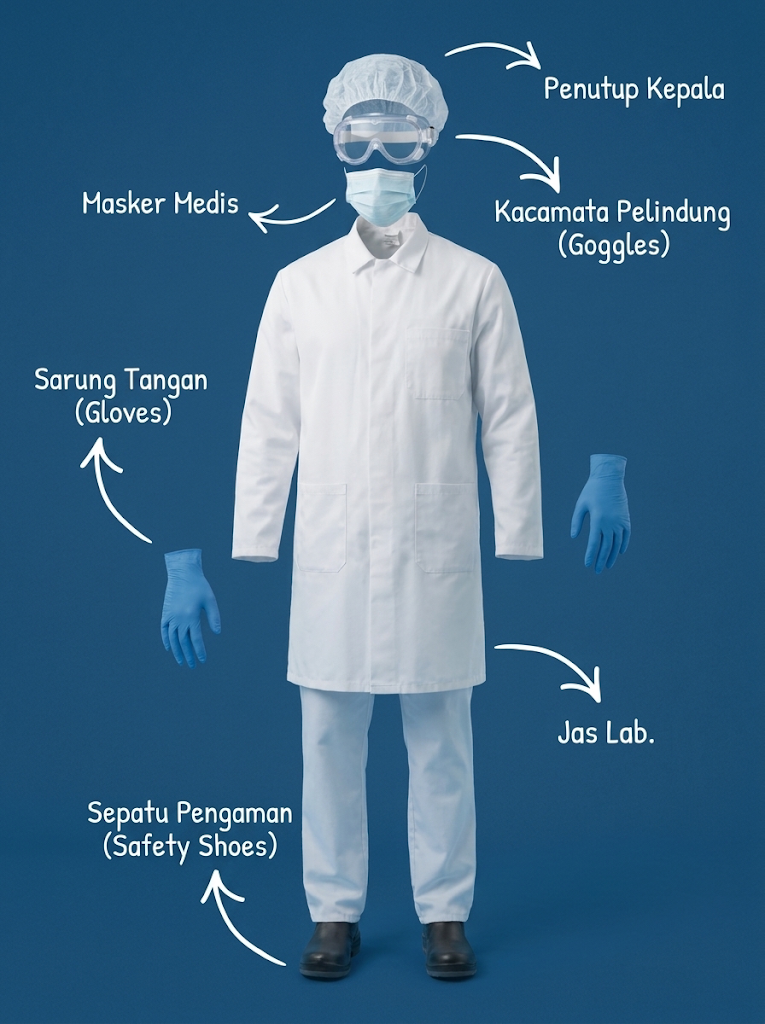 Penutup Kepala
Masker Medis
Kacamata Pelindung
(Goggles)
Sarung Tangan
(Gloves)
Jas Lab.
Sepatu Pengaman
(Safety Shoes)